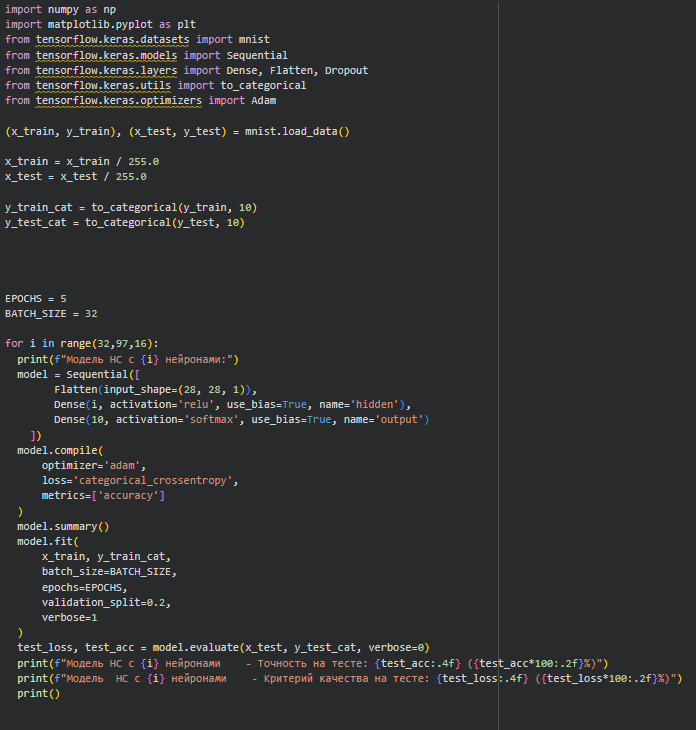 import numpy as np
import matplotlib.pyplot as plt
from tensorflow.keras.datasets import mnist
from tensorflow.keras.models import Sequential
from tensorflow.keras.layers import Dense, Flatten, Dropout
from tensorflow.keras.utils import to_categorical
from tensorflow.keras.optimizers import Adam

(x_train, y_train), (x_test, y_test) = mnist.load_data()

x_train = x_train / 255.0
x_test = x_test / 255.0

y_train_cat = to_categorical(y_train, 10)
y_test_cat = to_categorical(y_test, 10)

EPOCHS = 5
BATCH_SIZE = 32

for i in range(32,97,16):
  print(f"Модель НС с {i} нейронами:")
  model = Sequential([
        Flatten(input_shape=(28, 28, 1)),
        Dense(i, activation='relu', use_bias=True, name='hidden'),
        Dense(10, activation='softmax', use_bias=True, name='output')
    ])
  model.compile(
      optimizer='adam',
      loss='categorical_crossentropy',
      metrics=['accuracy']
  )
  model.summary()
  model.fit(
      x_train, y_train_cat,
      batch_size=BATCH_SIZE,
      epochs=EPOCHS,
      validation_split=0.2,
      verbose=1
  )
  test_loss, test_acc = model.evaluate(x_test, y_test_cat, verbose=0)
  print(f"Модель НС с {i} нейронами    - Точность на тесте: {test_acc:.4f} ({test_acc*100:.2f}%)")
  print(f"Модель  НС с {i} нейронами    - Критерий качества на тесте: {test_loss:.4f} ({test_loss*100:.2f}%)")
  print()